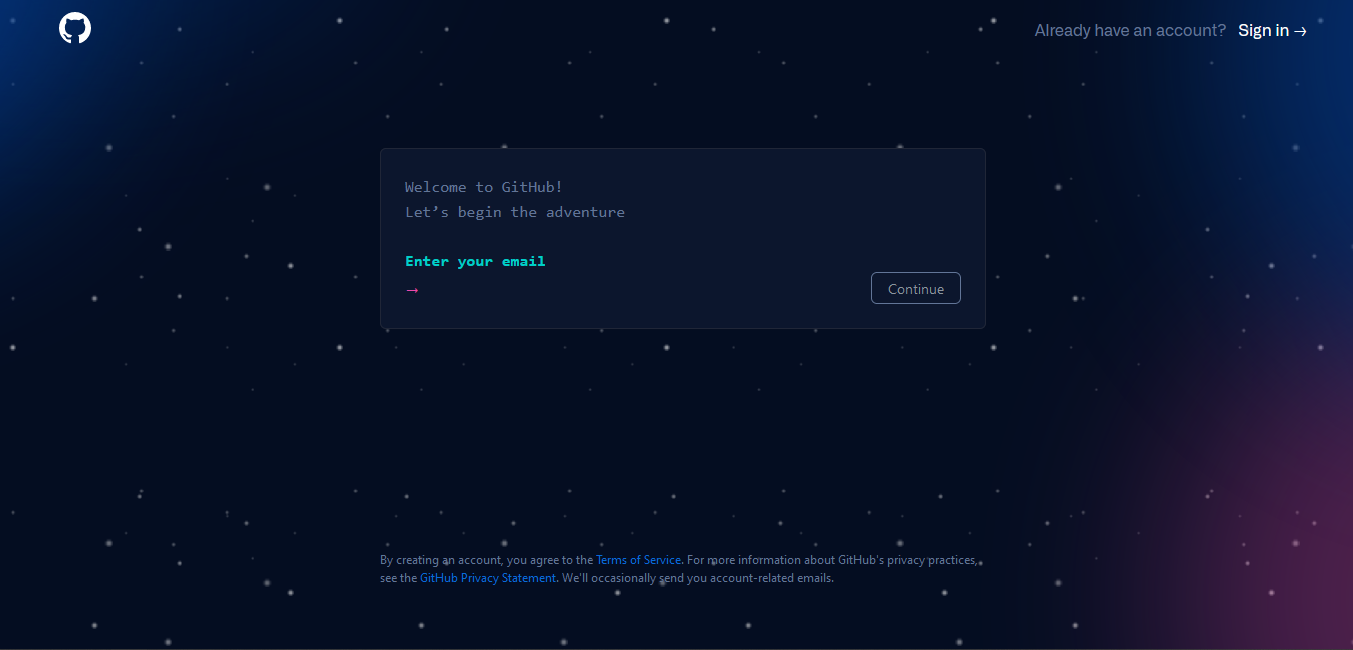 Already have an account? Sign in →
Welcome to GitHub!
Let’s begin the adventure
Enter your email
→
Continue
By creating an account, you agree to the Terms of Service. For more information about GitHub's privacy practices,
see the GitHub Privacy Statement. We'll occasionally send you account-related emails.